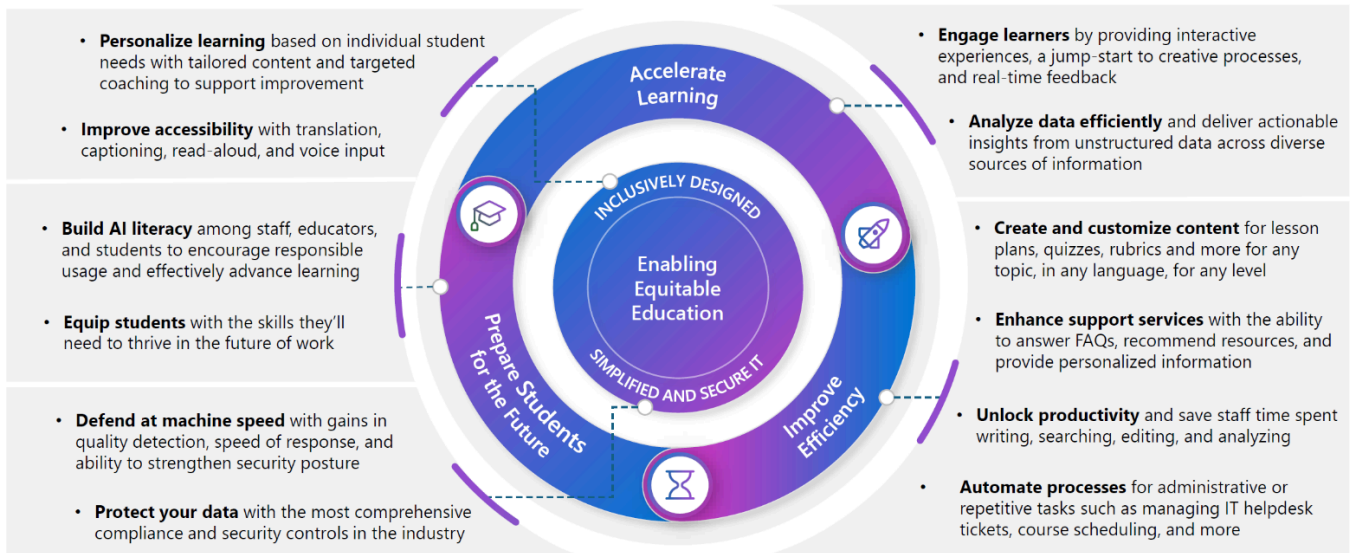 • Personalize learning based on individual student
needs with tailored content and targeted
coaching to support improvement
• Improve accessibility with translation,
captioning, read-aloud, and voice input
• Build AI literacy among staff, educators,
and students to encourage responsible
usage and effectively advance learning
• Equip students with the skills they'll
need to thrive in the future of work
• Defend at machine speed with gains in
quality detection, speed of response, and
ability to strengthen security posture
• Protect your data with the most comprehensive
compliance and security controls in the industry
Accelerate
Learning
INCLUSIVELY DESIGNED
Enabling
Equitable
Education
SIMPLIFIED AND SECURE IT
Prepare Students
for the Future
Improve
Efficiency
• Engage learners by providing interactive
experiences, a jump-start to creative processes,
and real-time feedback
• Analyze data efficiently and deliver actionable
insights from unstructured data across diverse
sources of information
• Create and customize content for lesson
plans, quizzes, rubrics and more for any
topic, in any language, for any level
• Enhance support services with the ability
to answer FAQs, recommend resources, and
provide personalized information
• Unlock productivity and save staff time spent
writing, searching, editing, and analyzing
• Automate processes for administrative or
repetitive tasks such as managing IT helpdesk
tickets, course scheduling, and more